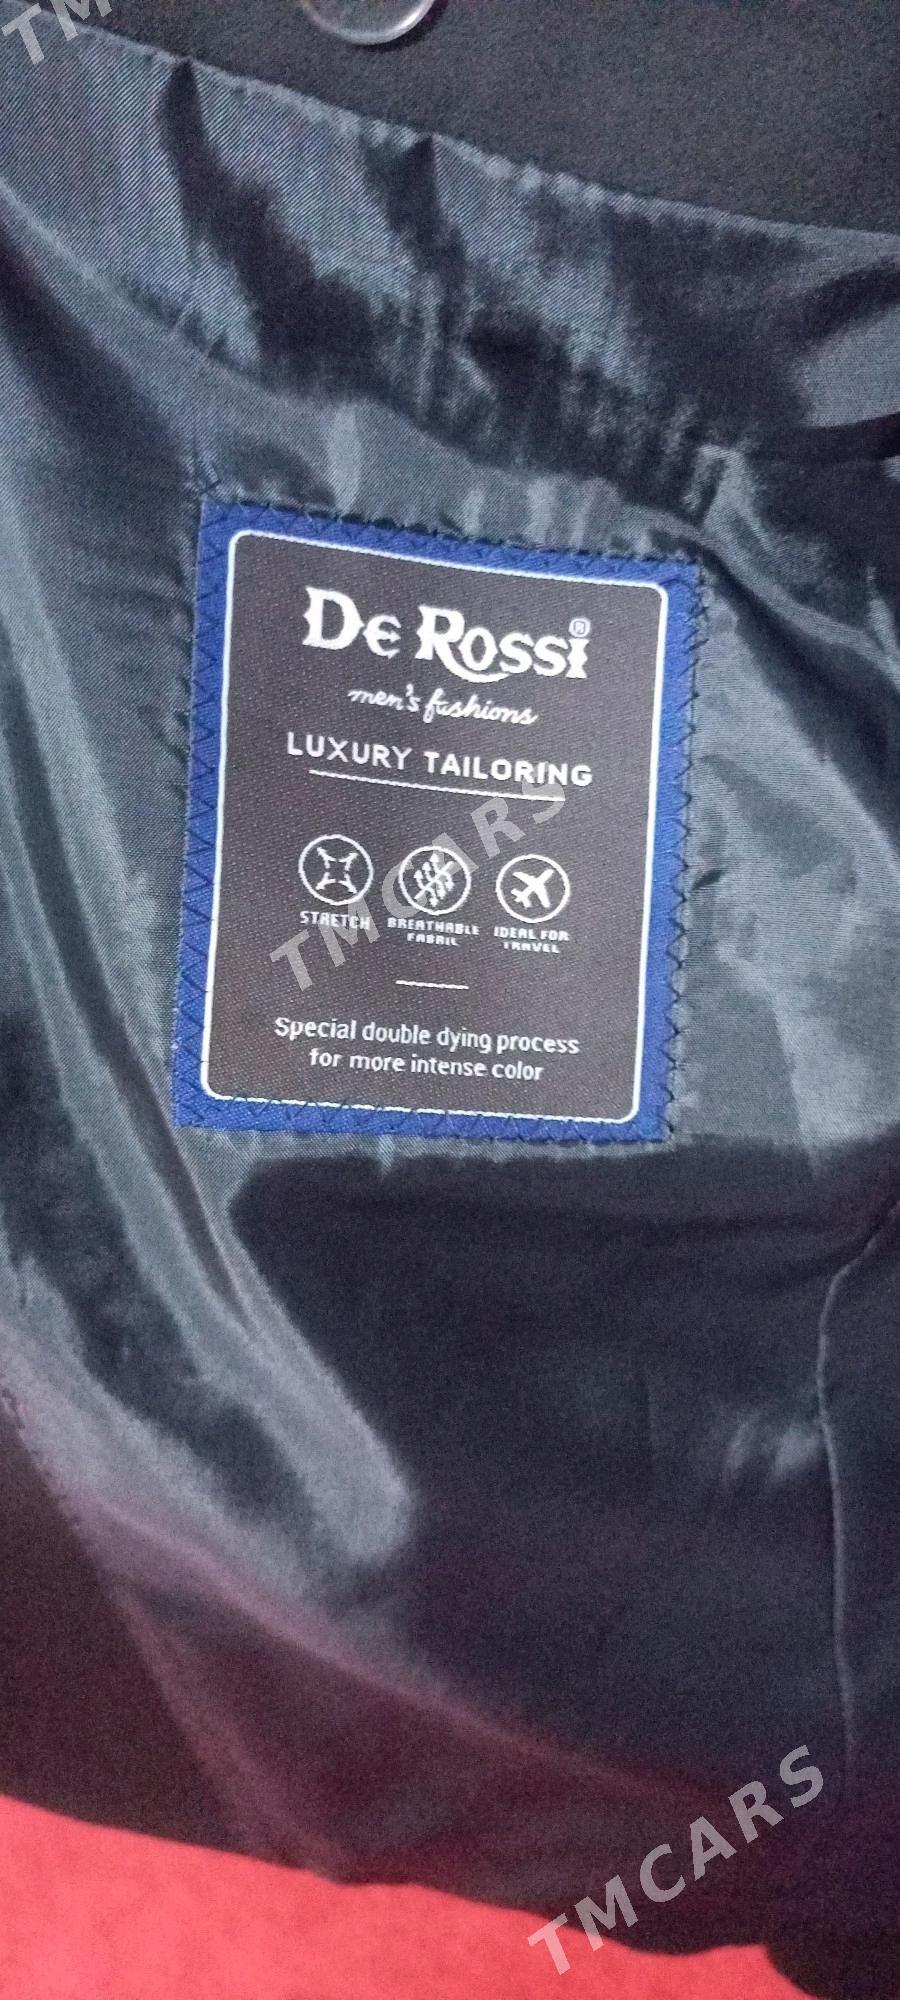 De Rossi®
men's fashions
LUXURY TAILORING
STRETCH
BREATHABLE
FABRIC
IDEAL FOR
TRAVEL
Special double dying process
for more intense color
TMCARS
TMCARS
TM